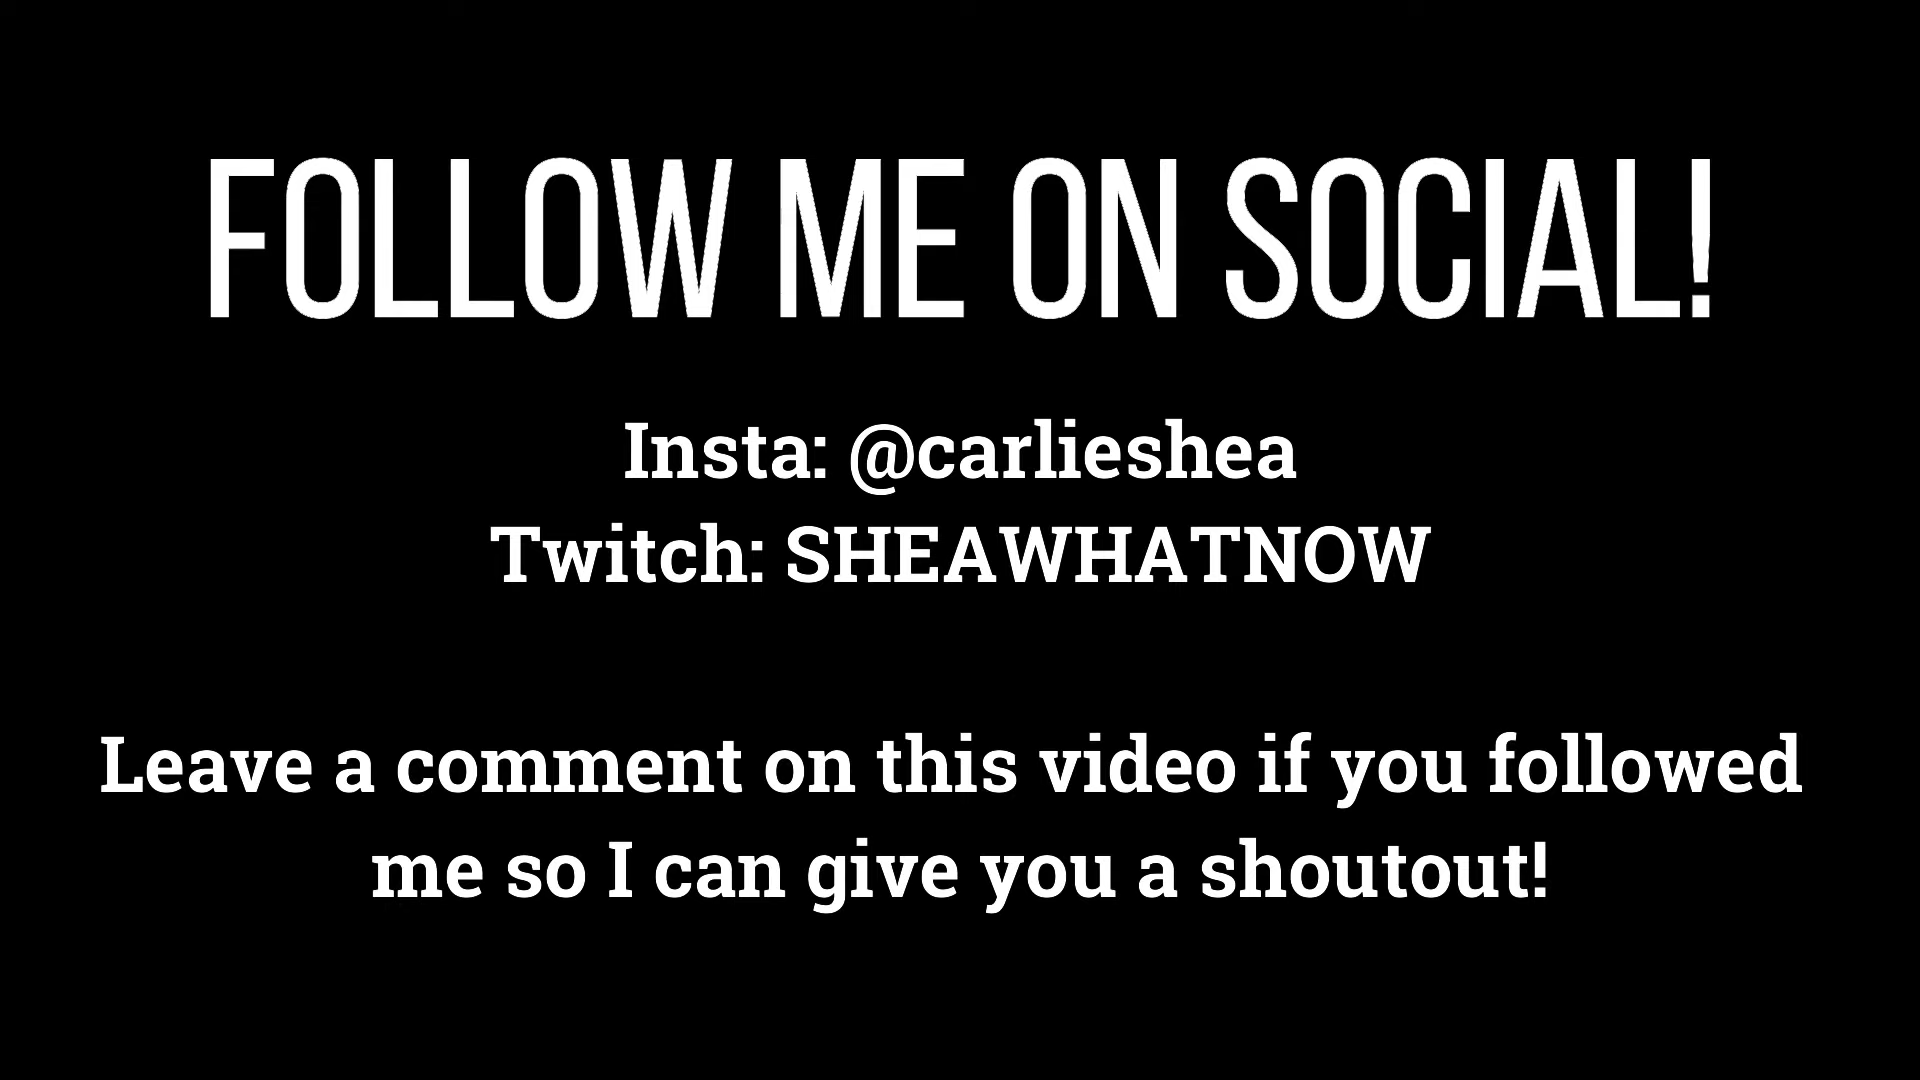 FOLLOW ME ON SOCIAL!
Insta: @carlieshea
Twitch: SHEAWHATNOW
Leave a comment on this video if you followed
me so I can give you a shoutout!